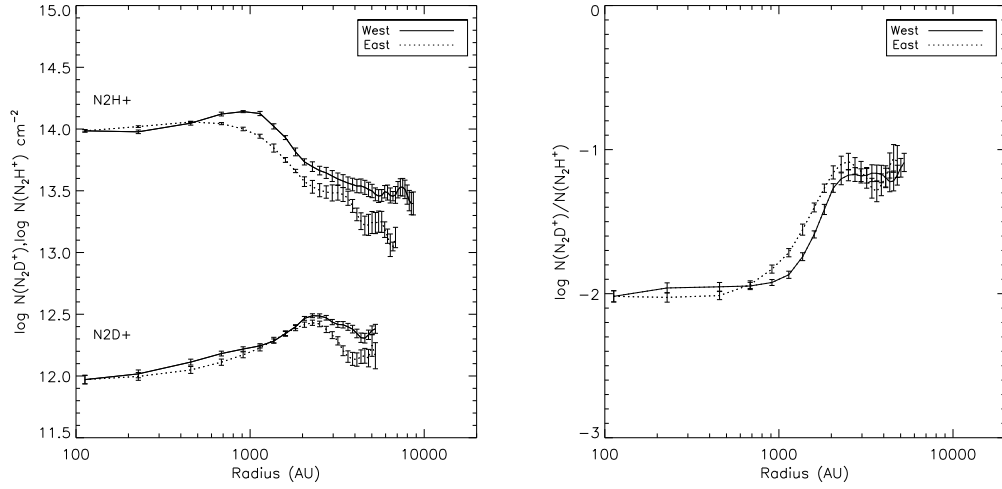 15.0
14.5
14.0
13.5
13.0
12.5
12.0
11.5
log N(N₂D⁺),log N(N₂H⁺) cm⁻²
West
East
N2H+
N2D+
100
1000
10000
Radius (AU)
0
-1
-2
-3
log N(N₂D⁺)/N(N₂H⁺)
West
East
100
1000
10000
Radius (AU)